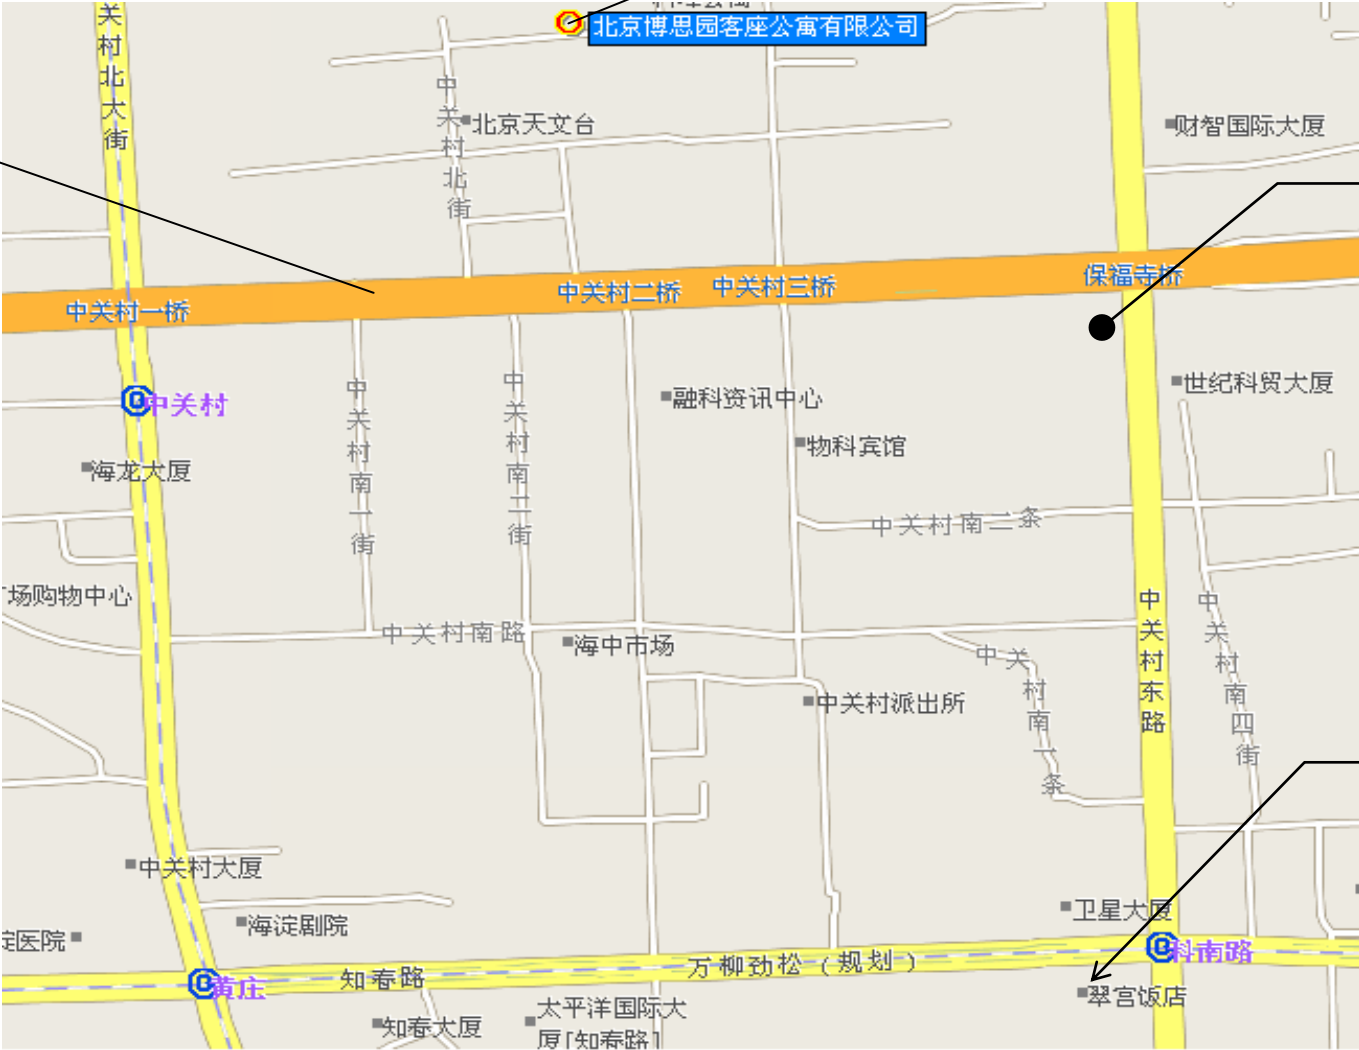 北京博思园客座公寓有限公司
关村北大街
中关村北街
北京天文台
财智国际大厦
中关村一桥
中关村二桥
中关村三桥
保福寺桥
中关村
中关村南一街
中关村南二街
融科资讯中心
世纪科贸大厦
物科宾馆
海龙大厦
中关村南二条
场购物中心
中关村南路
海中市场
中关村南一条
中关村东路
中关村南四街
中关村派出所
中关村大厦
海淀剧院
卫星大厦
淀医院
黄庄
知春路
万柳劲松（规划）
科南路
翠宫饭店
知春大厦
太平洋国际大
厦[知春路]